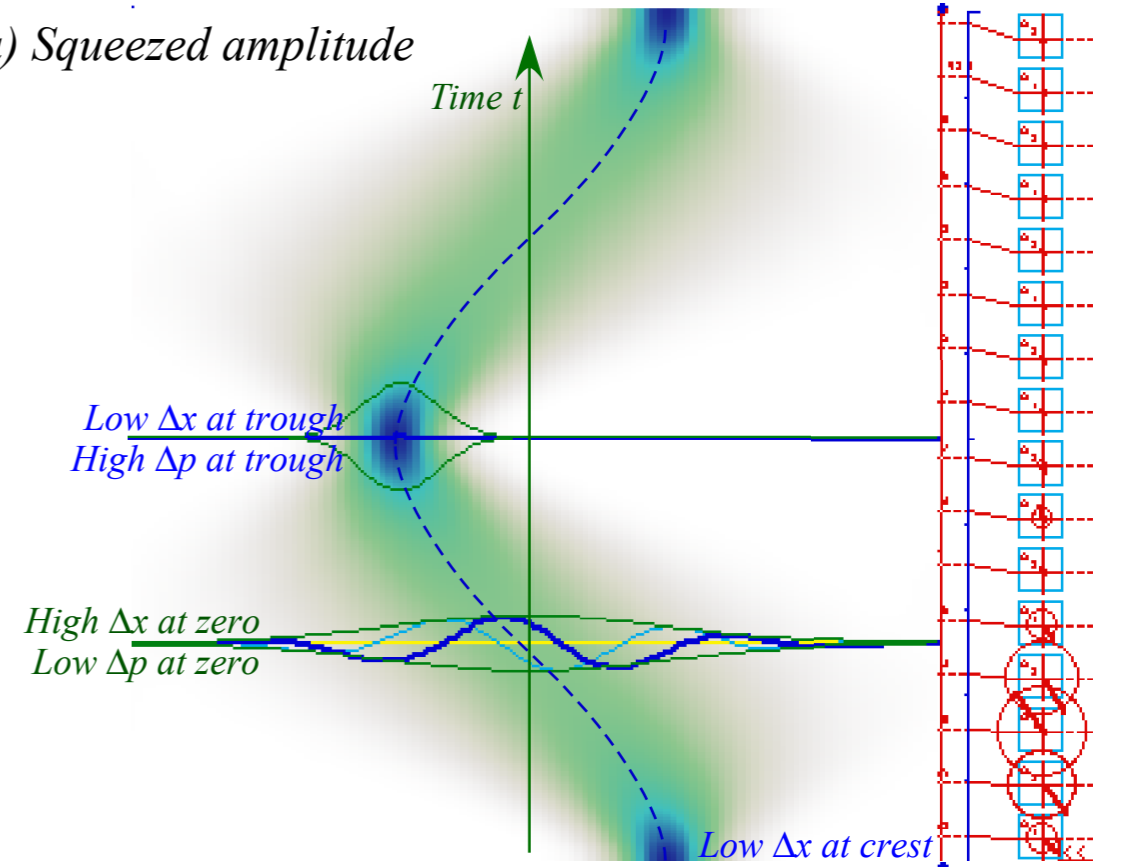 ) Squeezed amplitude
Time t
Low Δx at trough
High Δp at trough
High Δx at zero
Low Δp at zero
Low Δx at crest